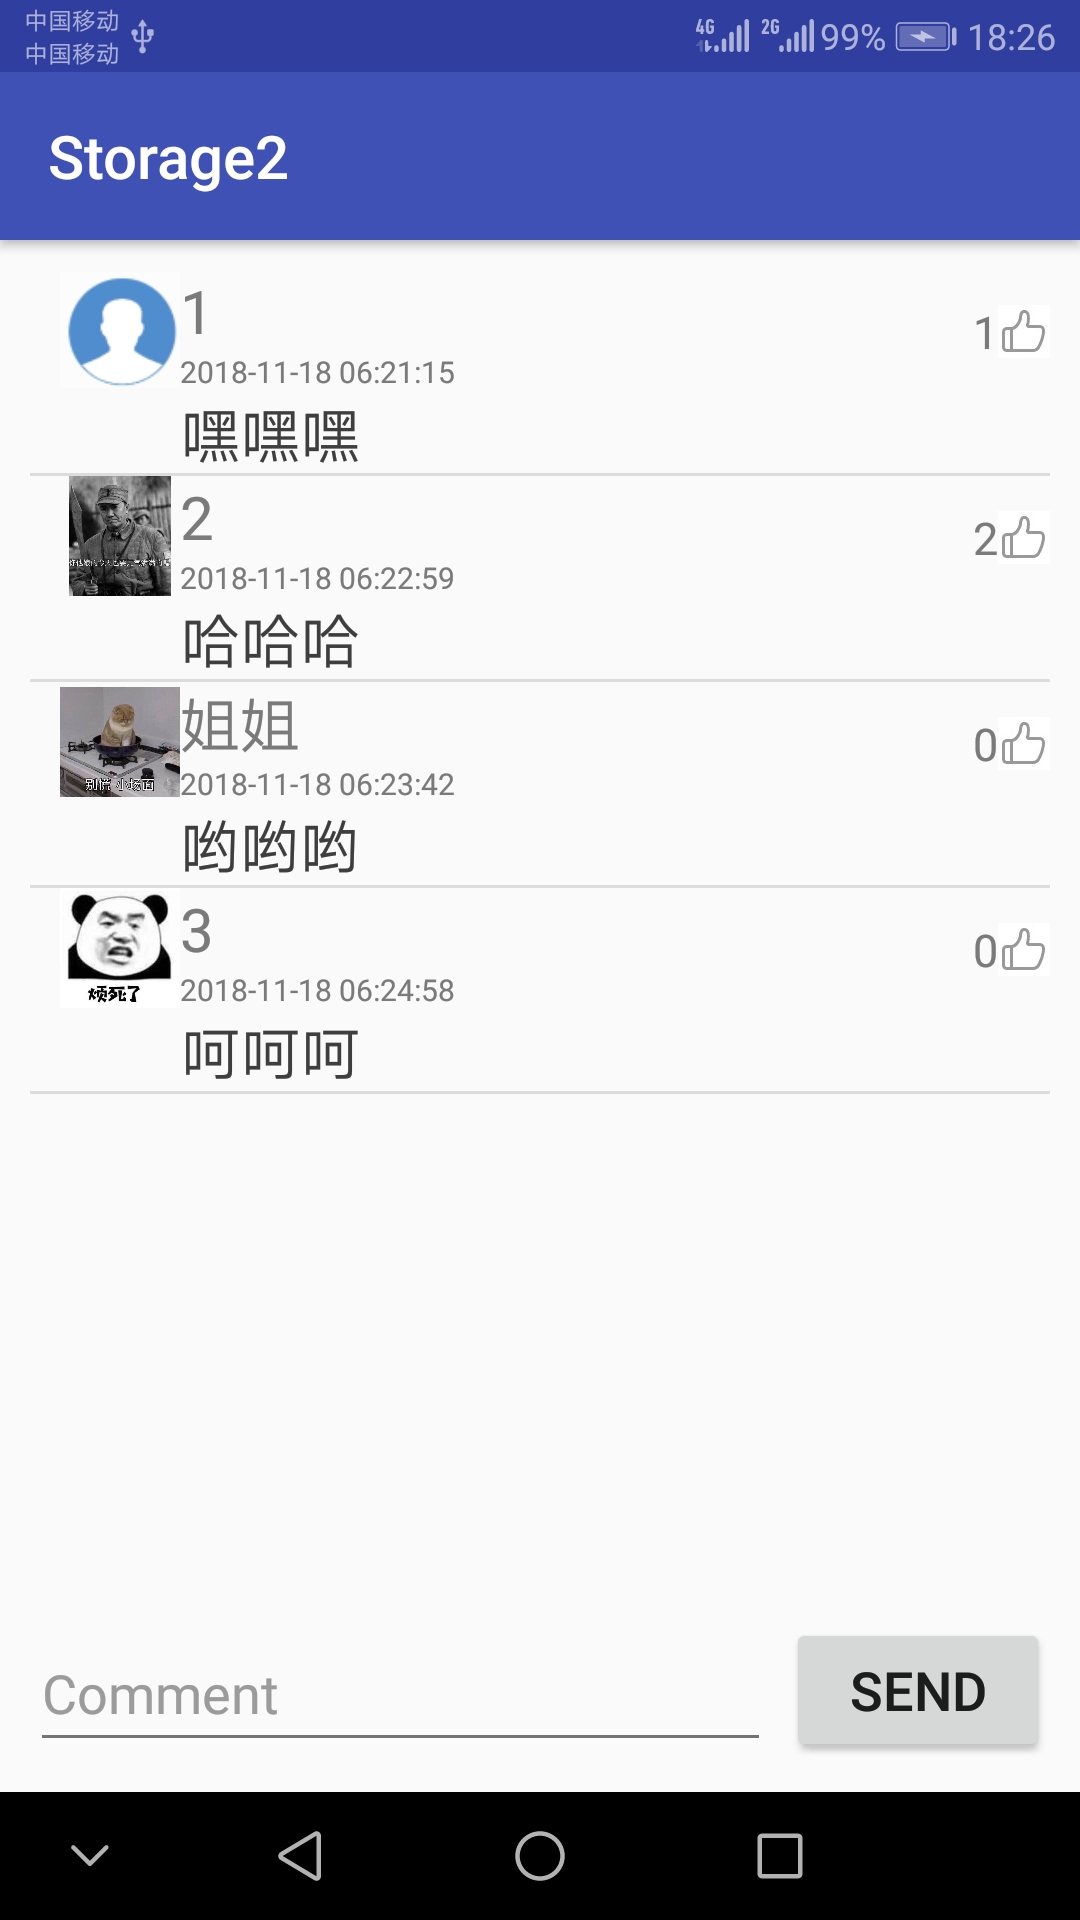 中国移动
中国移动
4G 2G 99% 18:26
Storage2
1
2018-11-18 06:21:15
1
嘿嘿嘿
2
2018-11-18 06:22:59
2
哈哈哈
姐姐
2018-11-18 06:23:42
0
别慌 小场面
哟哟哟
3
2018-11-18 06:24:58
0
烦死了
呵呵呵
Comment
SEND